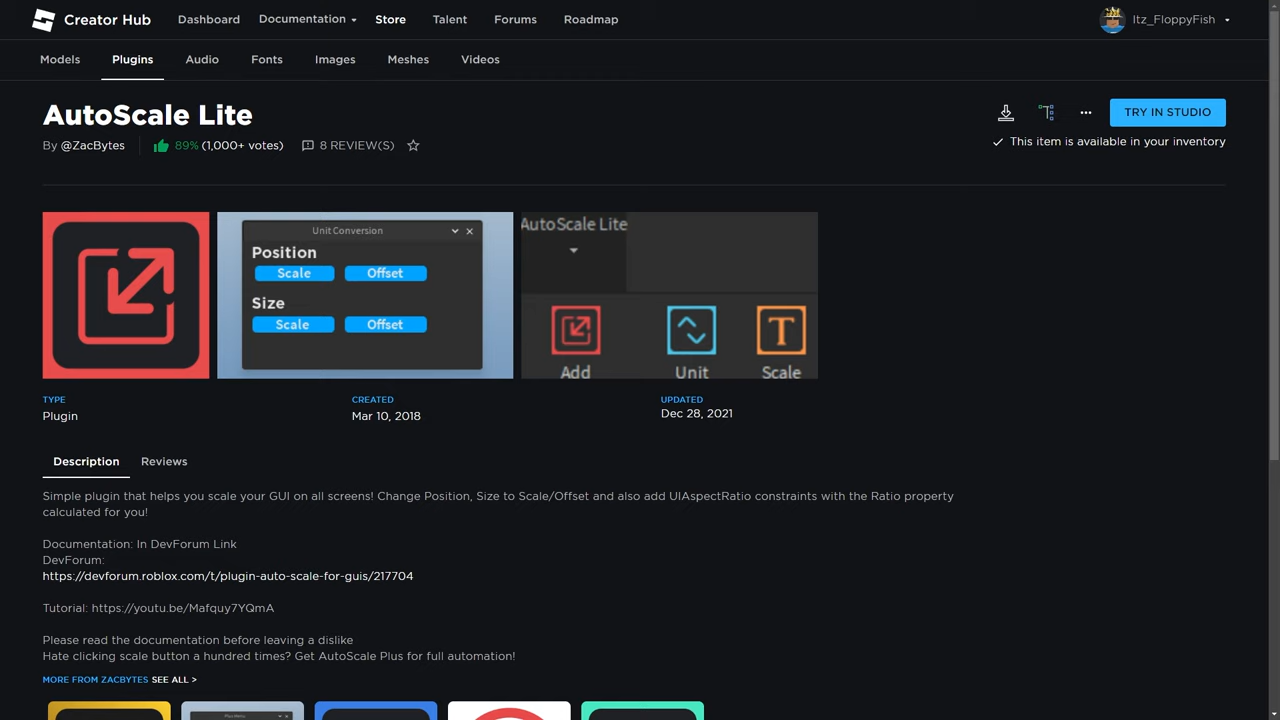 Creator Hub Dashboard Documentation Store Talent Forums Roadmap Itz_FloppyFish
Models Plugins Audio Fonts Images Meshes Videos
AutoScale Lite
TRY IN STUDIO
By @ZacBytes 89% (1,000+ votes) 8 REVIEW(S)
This item is available in your inventory
Unit Conversion
Position
Scale Offset
Size
Scale Offset
AutoScale Lite
T
Add Unit Scale
TYPE CREATED UPDATED
Plugin Mar 10, 2018 Dec 28, 2021
Description Reviews
Simple plugin that helps you scale your GUI on all screens! Change Position, Size to Scale/Offset and also add UIAspectRatio constraints with the Ratio property
calculated for you!
Documentation: In DevForum Link
DevForum:
https://devforum.roblox.com/t/plugin-auto-scale-for-guis/217704
Tutorial: https://youtu.be/Mafquy7YQmA
Please read the documentation before leaving a dislike
Hate clicking scale button a hundred times? Get AutoScale Plus for full automation!
MORE FROM ZACBYTES SEE ALL >